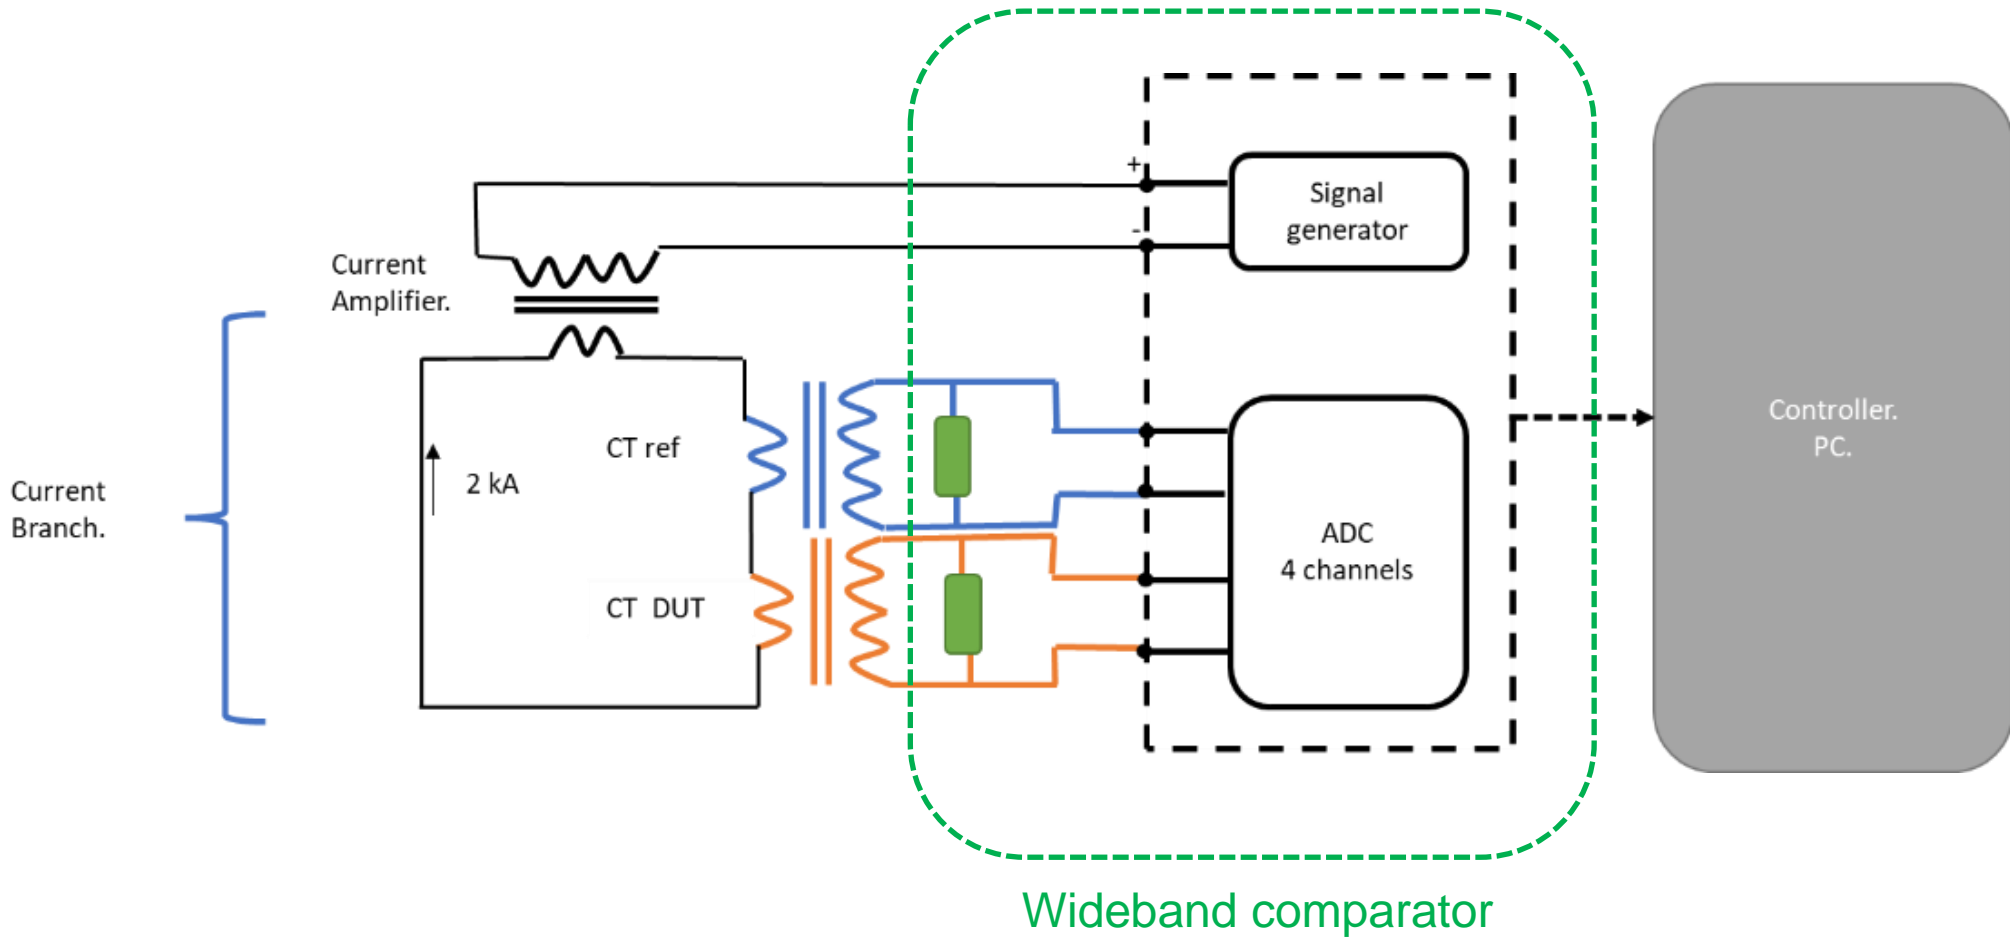 +
Signal
generator
-
Current
Amplifier.
Controller.
PC.
CT ref
2 kA
Current
Branch.
ADC
4 channels
CT DUT
Wideband comparator